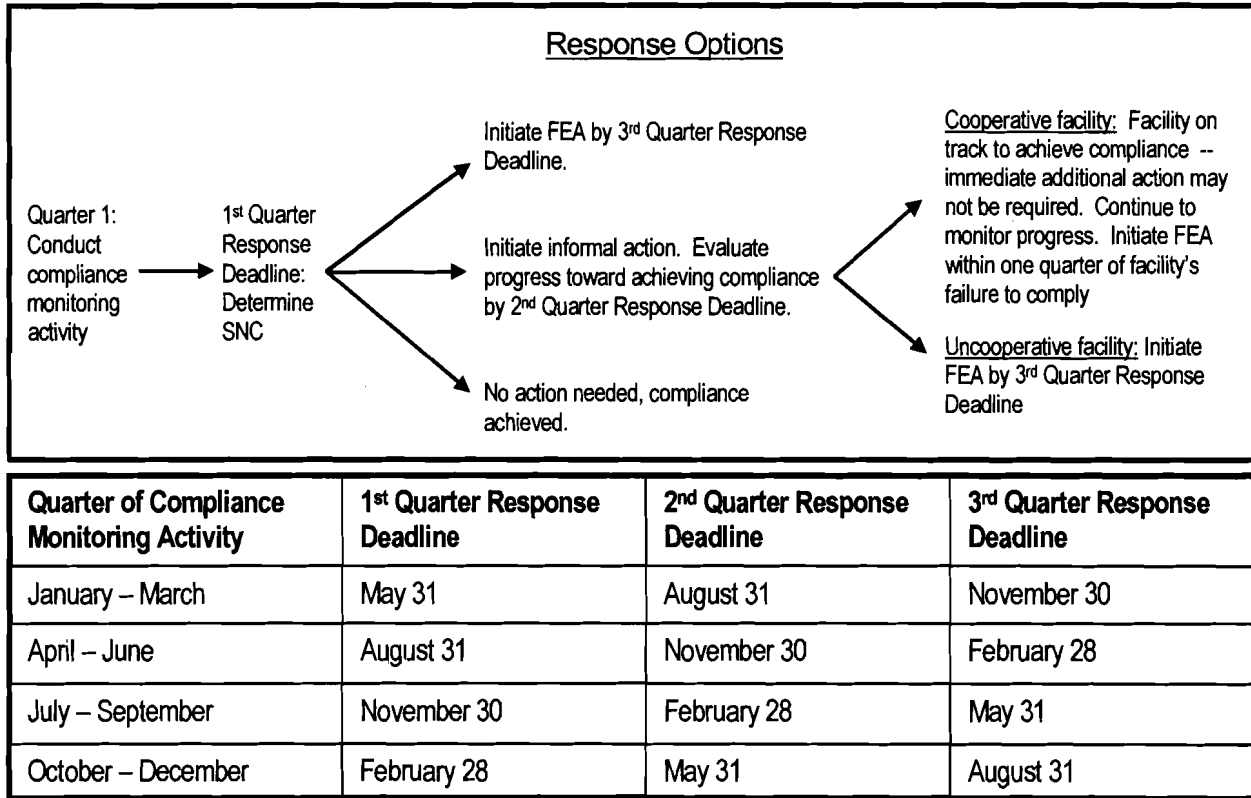 Response Options
Quarter 1:
Conduct
compliance
monitoring
activity
1st Quarter
Response
Deadline:
Determine
SNC
Initiate FEA by 3rd Quarter Response
Deadline.
Initiate informal action. Evaluate
progress toward achieving compliance
by 2nd Quarter Response Deadline.
No action needed, compliance
achieved.
Cooperative facility: Facility on
track to achieve compliance --
immediate additional action may
not be required. Continue to
monitor progress. Initiate FEA
within one quarter of facility's
failure to comply
Uncooperative facility: Initiate
FEA by 3rd Quarter Response
Deadline
Quarter of Compliance
Monitoring Activity
1st Quarter Response
Deadline
2nd Quarter Response
Deadline
3rd Quarter Response
Deadline
January – March
May 31
August 31
November 30
April – June
August 31
November 30
February 28
July – September
November 30
February 28
May 31
October – December
February 28
May 31
August 31